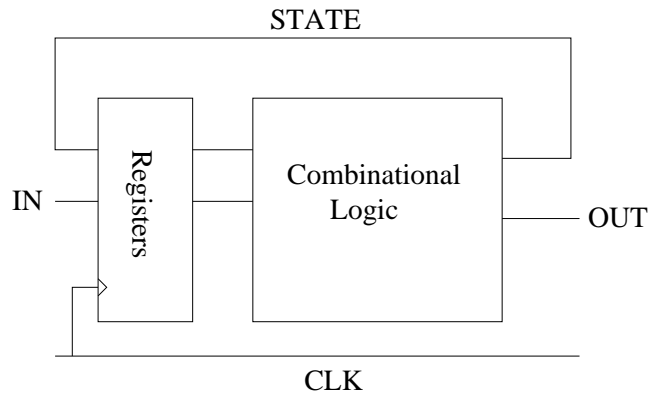 STATE
Registers
Combinational
Logic
IN
OUT
CLK